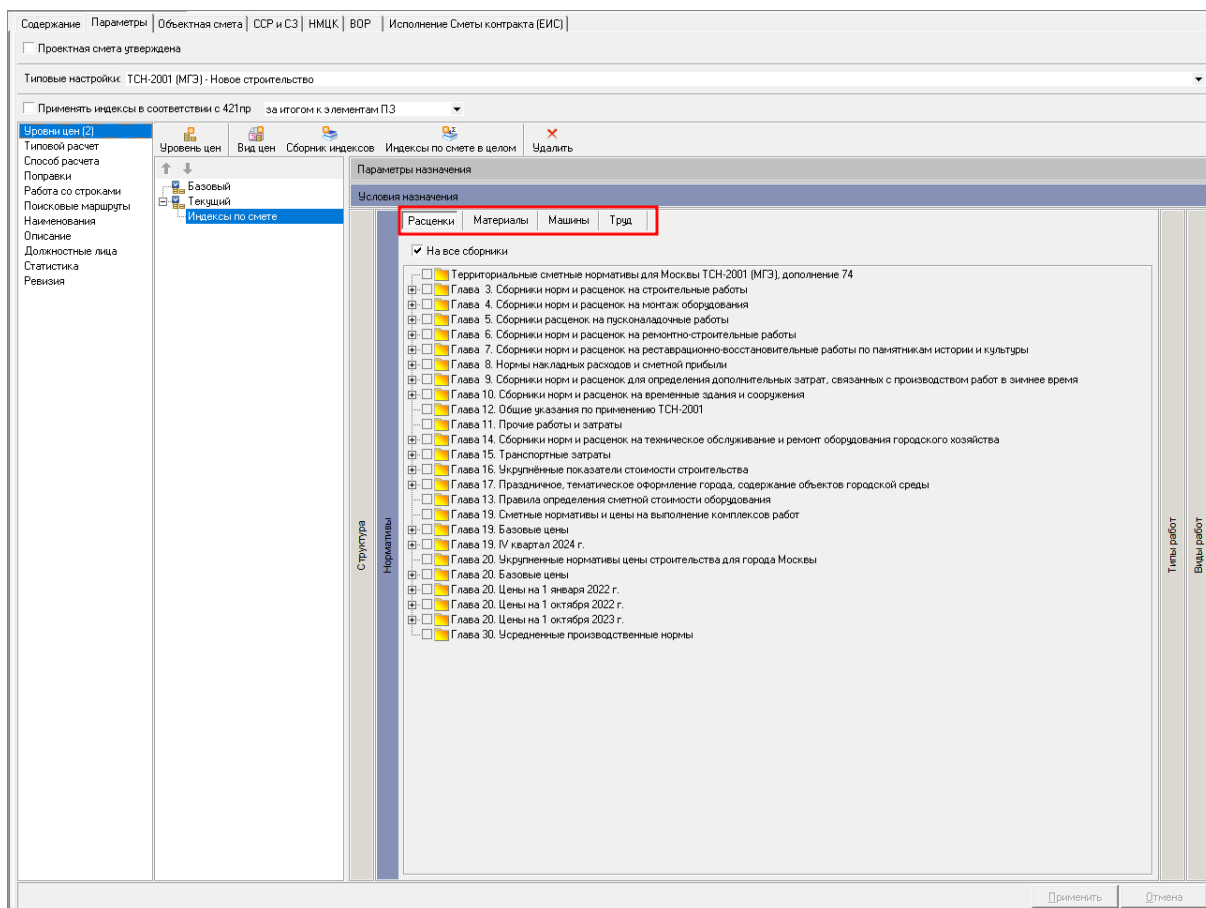 Содержание Параметры Объектная смета ССР и СЗ НМЦК ВОР Исполнение Сметы контракта (ЕИС)
Проектная смета утверждена
Типовые настройки: ТСН-2001 (МГЭ) - Новое строительство
Применять индексы в соответствии с 421пр за итогом к элементам ПЗ
Уровни цен (2)
Типовой расчет
Способ расчета
Поправки
Работа со строками
Поисковые маршруты
Наименования
Описание
Должностные лица
Статистика
Ревизия
Уровень цен Вид цен Сборник индексов Индексы по смете в целом Удалить
Базовый
Текущий
Индексы по смете
Параметры назначения
Условия назначения
Структура
Нормативы
Расценки Материалы Машины Труд
На все сборники
Территориальные сметные нормативы для Москвы ТСН-2001 (МГЭ), дополнение 74
Глава 3. Сборники норм и расценок на строительные работы
Глава 4. Сборники норм и расценок на монтаж оборудования
Глава 5. Сборники расценок на пусконаладочные работы
Глава 6. Сборники норм и расценок на ремонтно-строительные работы
Глава 7. Сборники норм и расценок на реставрационно-восстановительные работы по памятникам истории и культуры
Глава 8. Нормы накладных расходов и сметной прибыли
Глава 9. Сборники норм и расценок для определения дополнительных затрат, связанных с производством работ в зимнее время
Глава 10. Сборники норм и расценок на временные здания и сооружения
Глава 12. Общие указания по применению ТСН-2001
Глава 11. Прочие работы и затраты
Глава 14. Сборники норм и расценок на техническое обслуживание и ремонт оборудования городского хозяйства
Глава 15. Транспортные затраты
Глава 16. Укрупнённые показатели стоимости строительства
Глава 17. Праздничное, тематическое оформление города, содержание объектов городской среды
Глава 13. Правила определения сметной стоимости оборудования
Глава 19. Сметные нормативы и цены на выполнение комплексов работ
Глава 19. Базовые цены
Глава 19. IV квартал 2024 г.
Глава 20. Укрупненные нормативы цены строительства для города Москвы
Глава 20. Базовые цены
Глава 20. Цены на 1 января 2022 г.
Глава 20. Цены на 1 октября 2022 г.
Глава 20. Цены на 1 октября 2023 г.
Глава 30. Усредненные производственные нормы
Типы работ
Виды работ
Применить Отмена